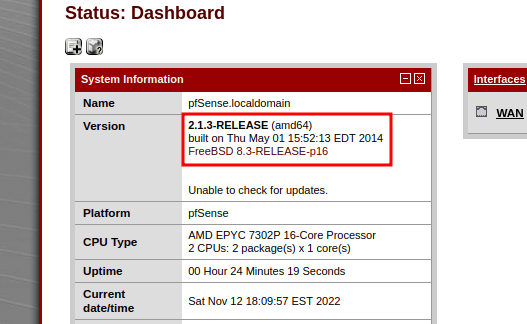 Status: Dashboard
System Information
Interfaces
Name
pfSense.localdomain
WAN
Version
2.1.3-RELEASE (amd64)
built on Thu May 01 15:52:13 EDT 2014
FreeBSD 8.3-RELEASE-p16
Unable to check for updates.
Platform
pfSense
CPU Type
AMD EPYC 7302P 16-Core Processor
2 CPUs: 2 package(s) x 1 core(s)
Uptime
00 Hour 24 Minutes 19 Seconds
Current
date/time
Sat Nov 12 18:09:57 EST 2022